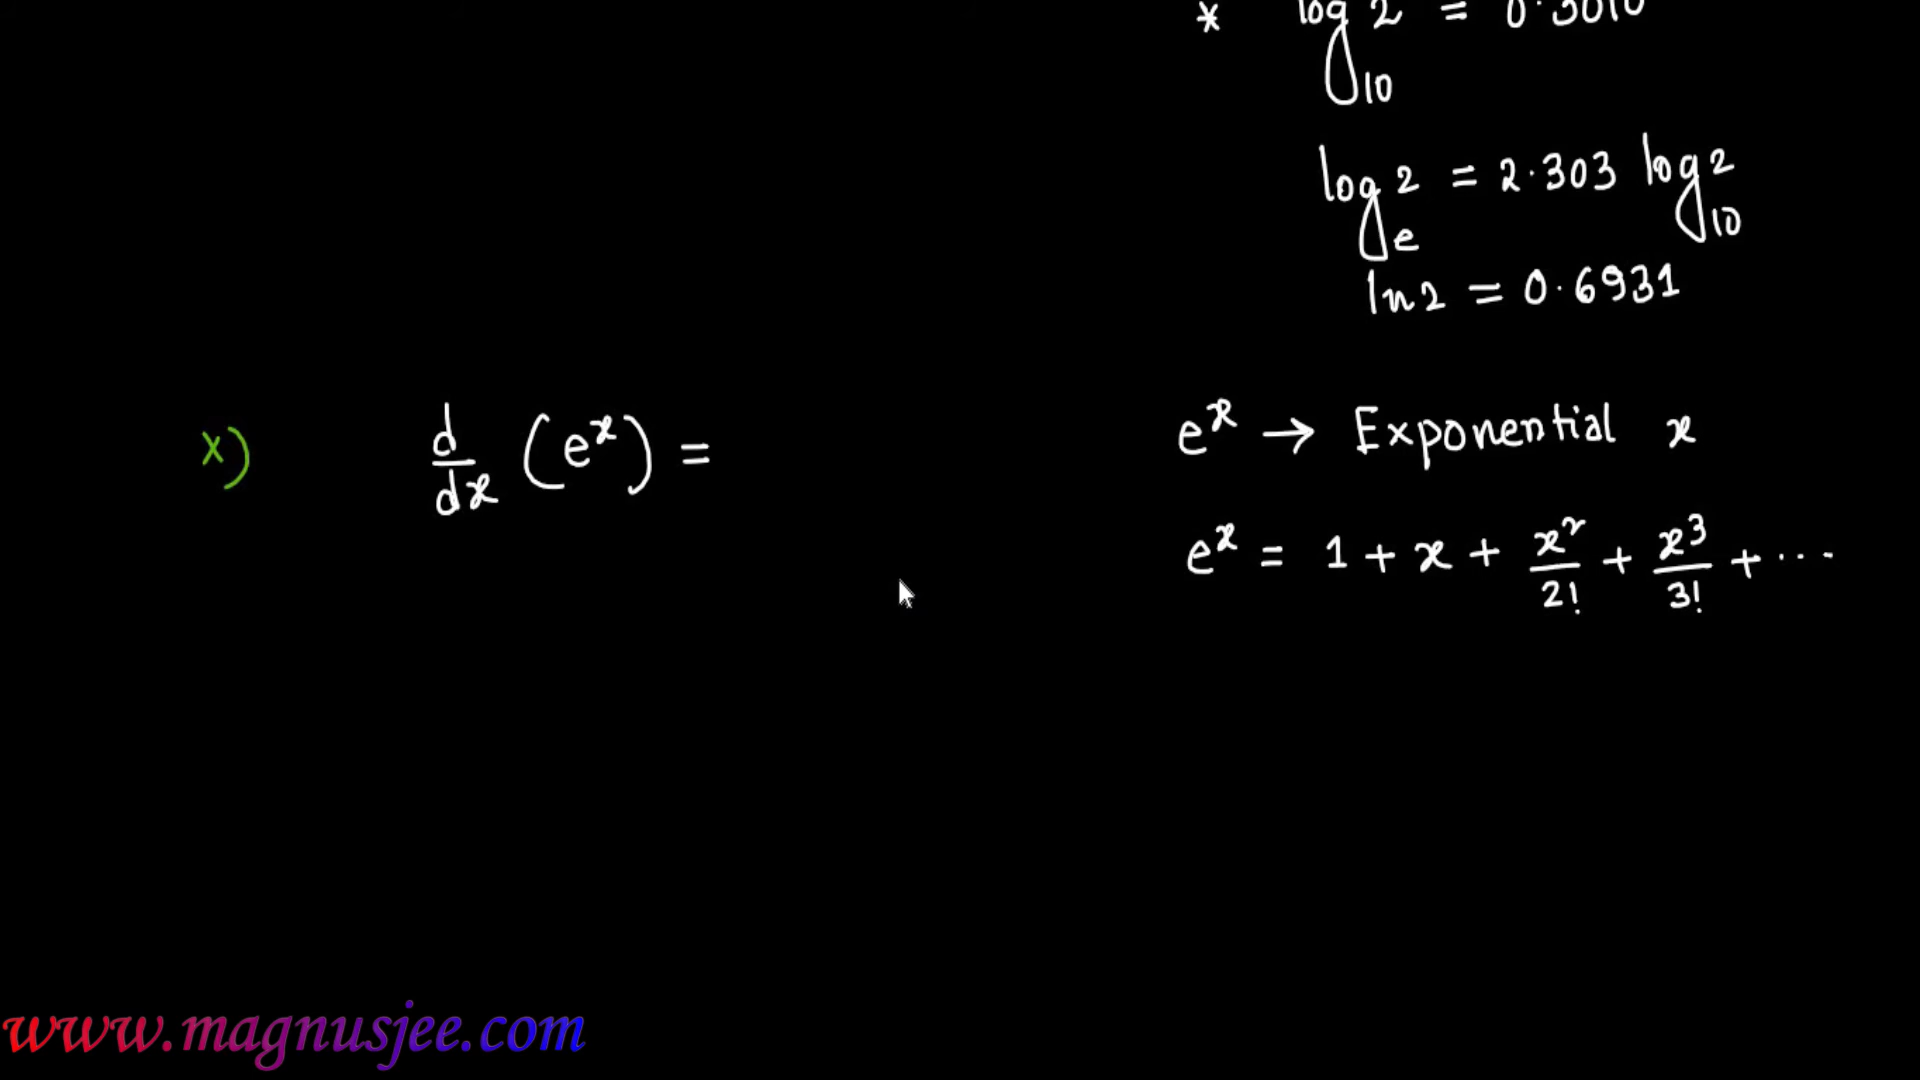 * log₁₀ 2 = 0.3010
logₑ 2 = 2.303 log₁₀ 2
ln 2 = 0.6931
x) d/dx (eˣ) =
eˣ → Exponential x
eˣ = 1 + x + x²/2! + x³/3! + ...
www.magnusjee.com